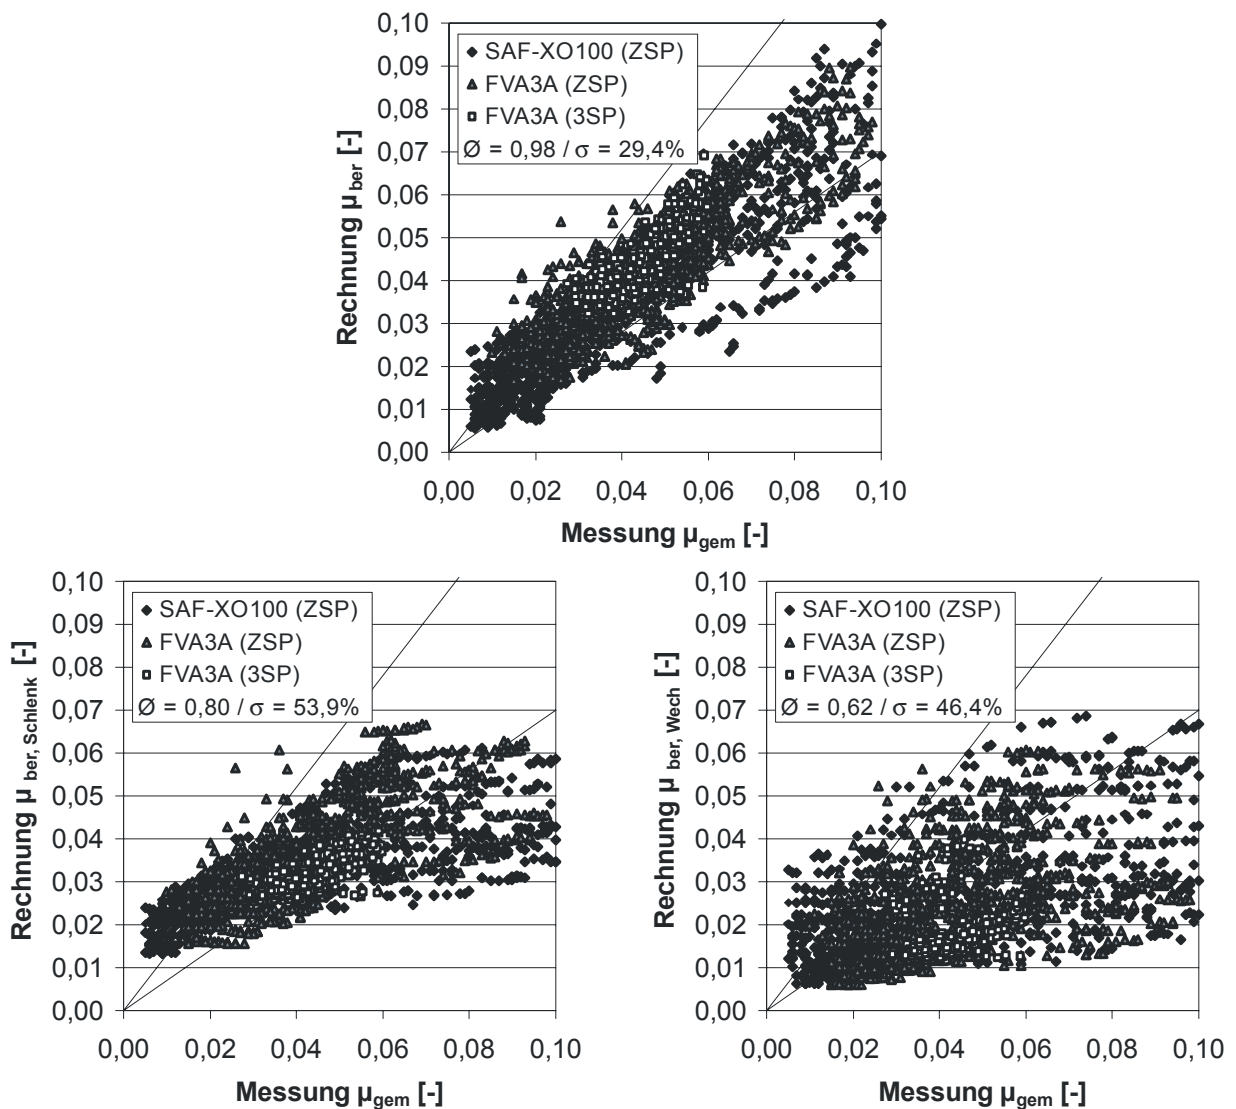 0,10
0,09
0,08
0,07
0,06
0,05
0,04
0,03
0,02
0,01
0,00
Rechnung μ ber [-]
SAF-XO100 (ZSP)
FVA3A (ZSP)
FVA3A (3SP)
Ø = 0,98 / σ = 29,4%
0,00 0,02 0,04 0,06 0,08 0,10
Messung μgem [-]
0,10
0,09
0,08
0,07
0,06
0,05
0,04
0,03
0,02
0,01
0,00
Rechnung μ ber, Schlenk [-]
SAF-XO100 (ZSP)
FVA3A (ZSP)
FVA3A (3SP)
Ø = 0,80 / σ = 53,9%
0,00 0,02 0,04 0,06 0,08 0,10
Messung μgem [-]
0,10
0,09
0,08
0,07
0,06
0,05
0,04
0,03
0,02
0,01
0,00
Rechnung μ ber, Wech [-]
SAF-XO100 (ZSP)
FVA3A (ZSP)
FVA3A (3SP)
Ø = 0,62 / σ = 46,4%
0,00 0,02 0,04 0,06 0,08 0,10
Messung μgem [-]